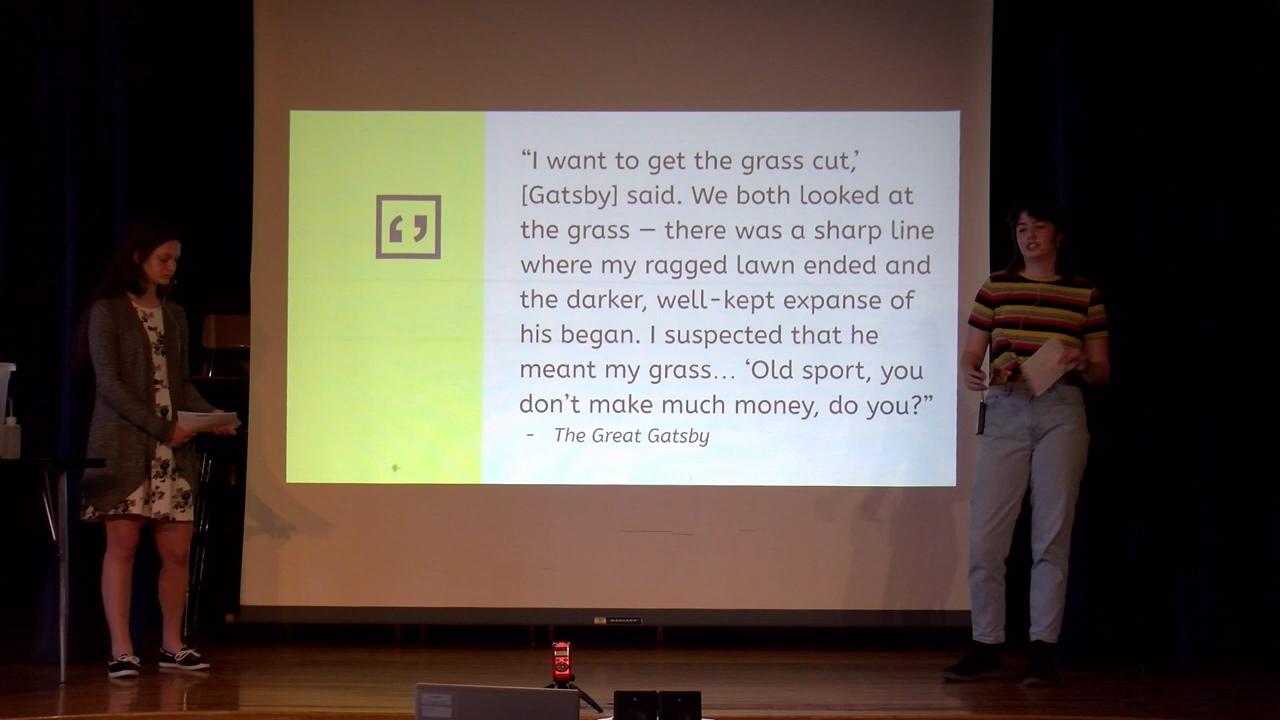 “I want to get the grass cut,’
[Gatsby] said. We both looked at
the grass – there was a sharp line
where my ragged lawn ended and
the darker, well-kept expanse of
his began. I suspected that he
meant my grass... ‘Old sport, you
don’t make much money, do you?”
- The Great Gatsby